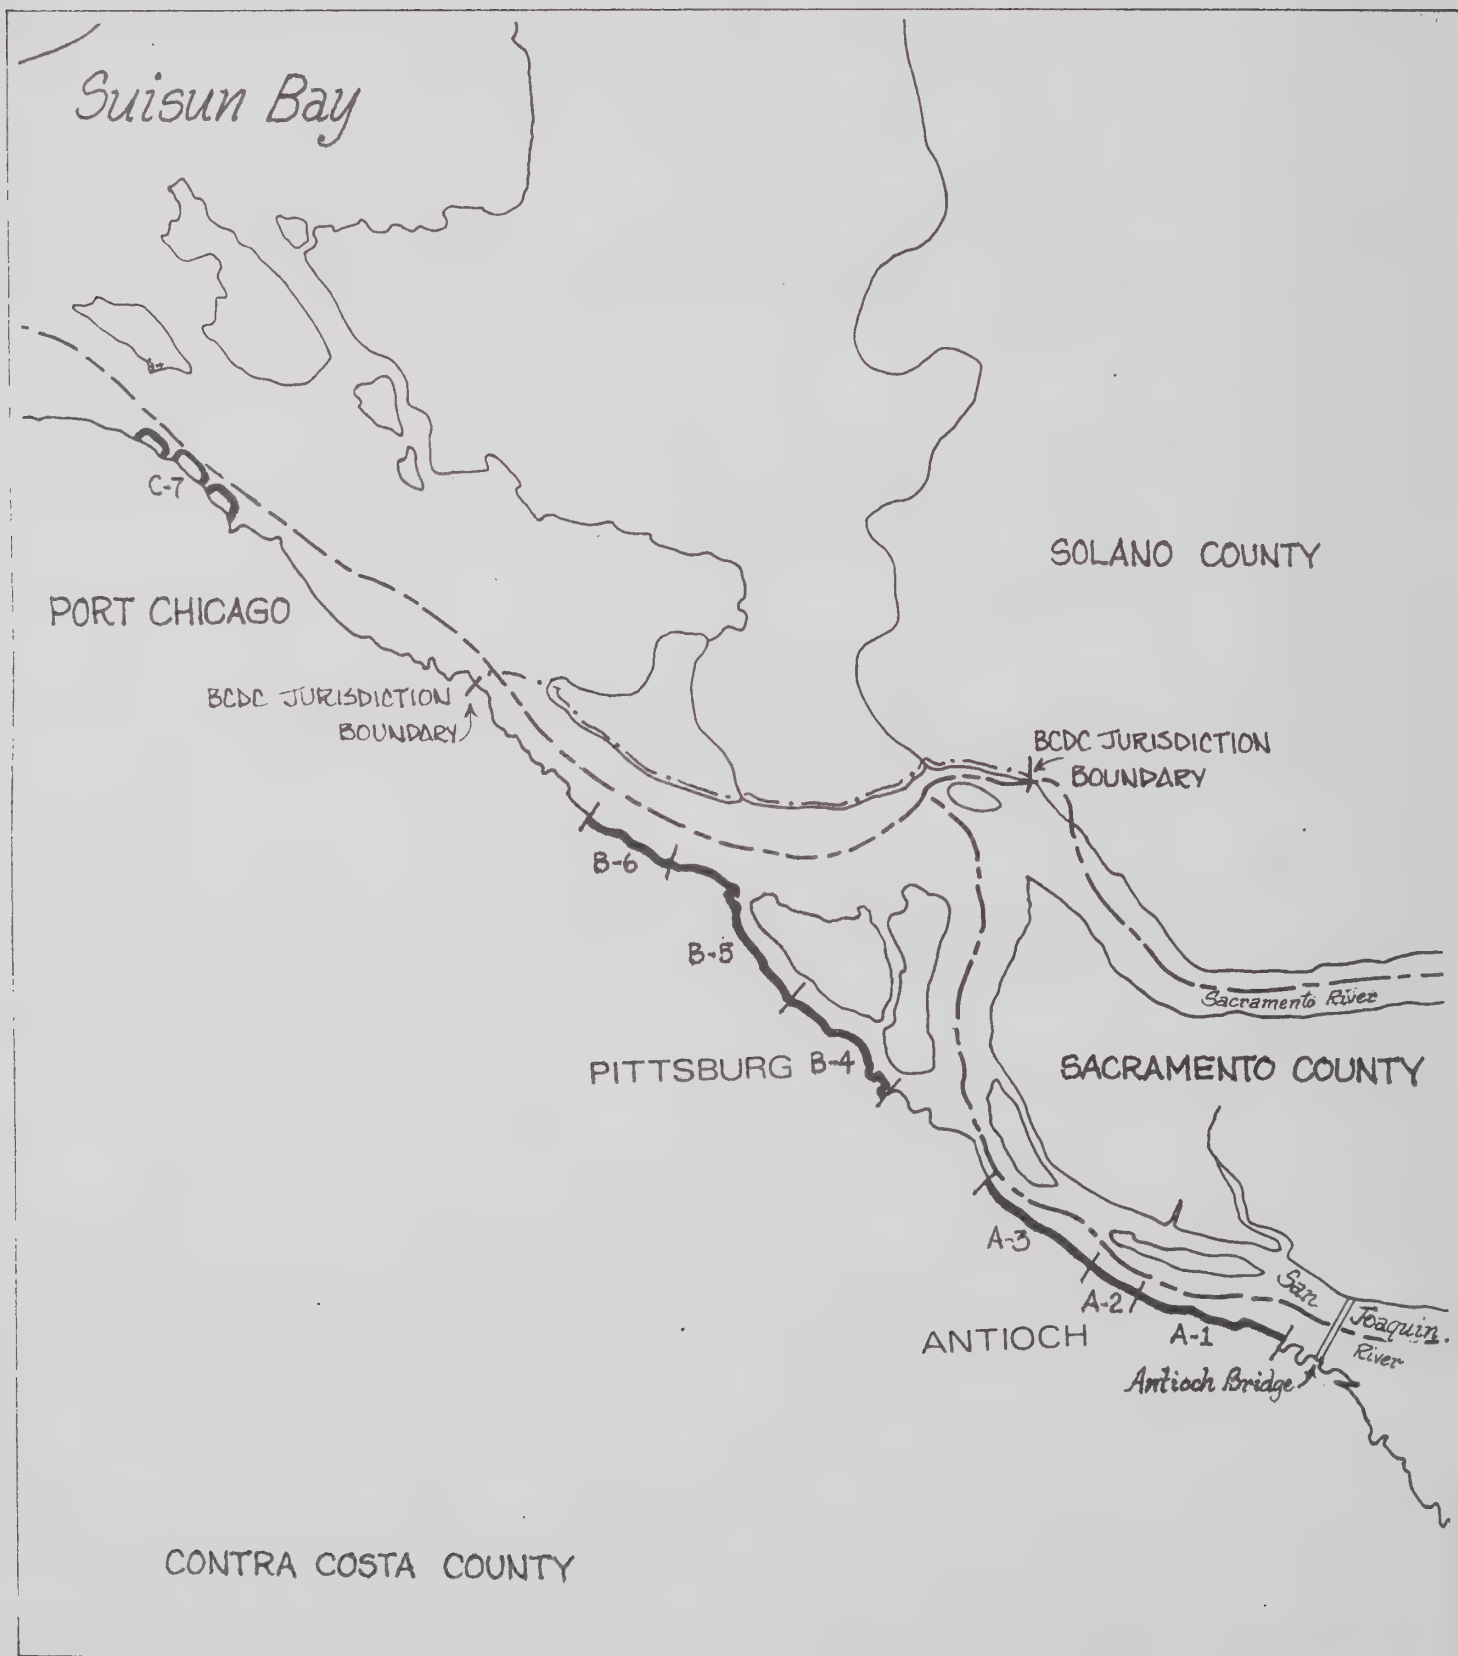 Suisun Bay
C-7
SOLANO COUNTY
PORT CHICAGO
BCDC JURISDICTION
BOUNDARY
BCDC JURISDICTION
BOUNDARY
B-6
B-5
Sacramento River
PITTSBURG
B-4
SACRAMENTO COUNTY
A-3
A-2
San
Joaquin
River
ANTIOCH
A-1
Antioch Bridge
CONTRA COSTA COUNTY